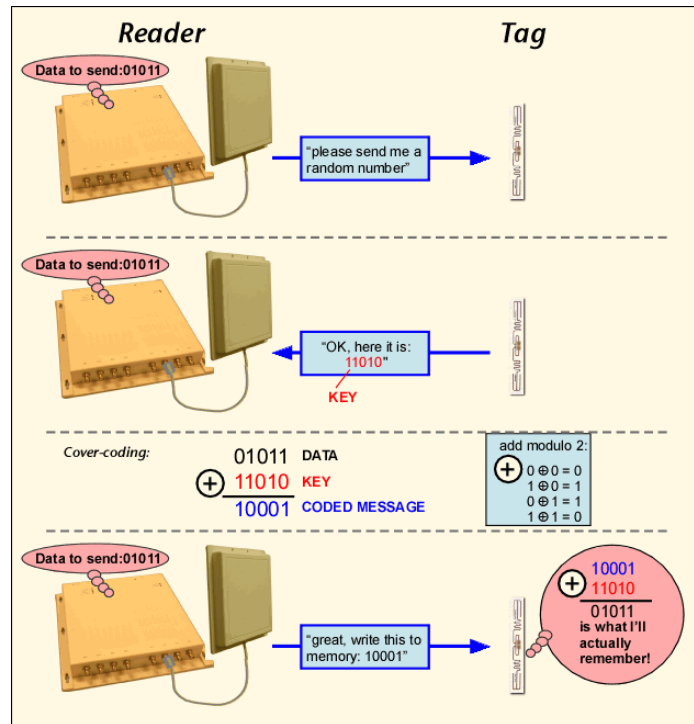 Reader
Tag
Data to send:01011
“please send me a
random number”
Data to send:01011
“OK, here it is:
11010"
KEY
Cover-coding:
01011 DATA
⊕ 11010 KEY
10001 CODED MESSAGE
add modulo 2:
⊕ 0 ⊕ 0 = 0
1 ⊕ 0 = 1
0 ⊕ 1 = 1
1 ⊕ 1 = 0
Data to send:01011
“great, write this to
memory: 10001”
10001
⊕ 11010
01011
is what I’ll
actually
remember!